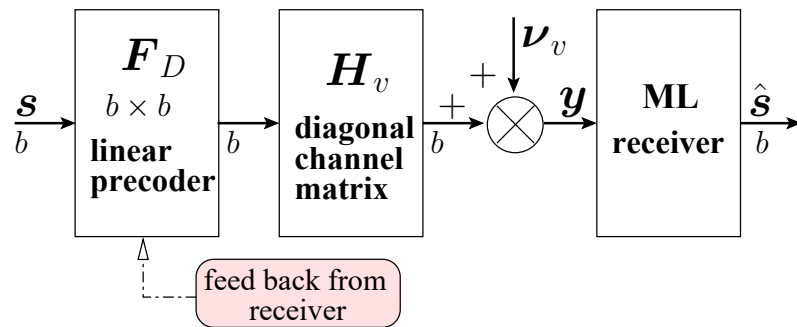 s
b
F_D
b × b
linear
precoder
b
H_v
diagonal
channel
matrix
+
b
+
ν_v
y
ML
receiver
ŝ
b
feed back from
receiver